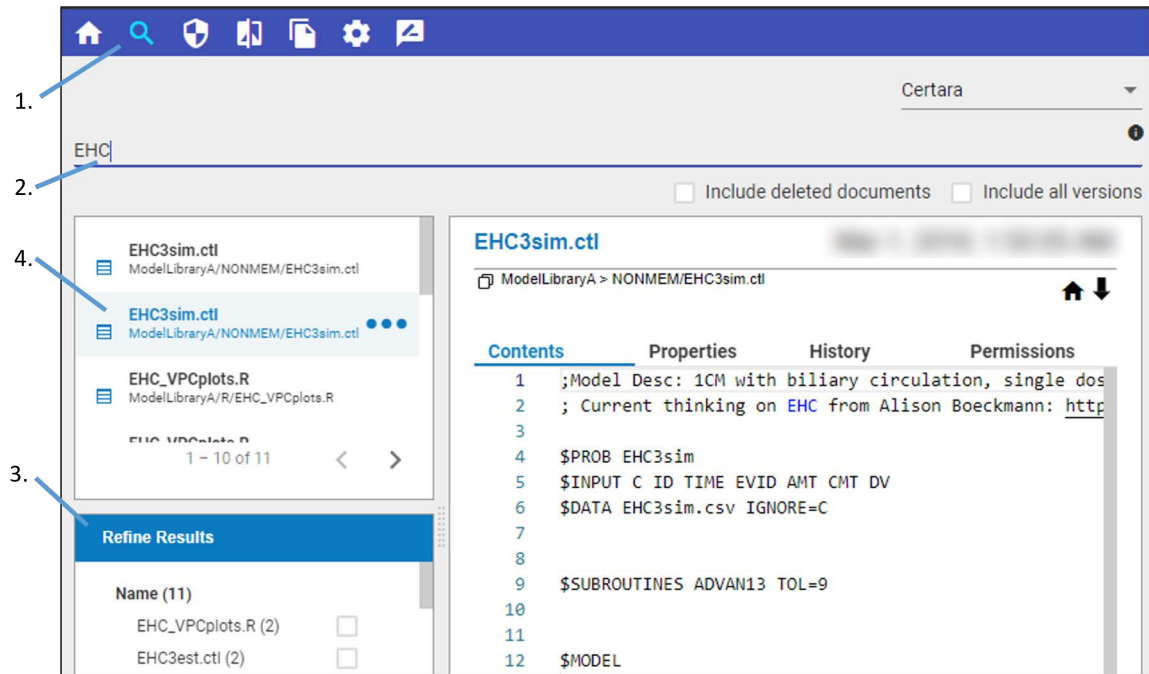 1.
Certara
EHC
2.
Include deleted documents Include all versions
4.
EHC3sim.ctl
ModelLibraryA/NONMEM/EHC3sim.ctl
EHC3sim.ctl
ModelLibraryA/NONMEM/EHC3sim.ctl
EHC_VPCplots.R
ModelLibraryA/R/EHC_VPCplots.R
EHC_VPCplots.R
1 – 10 of 11
3.
Refine Results
Name (11)
EHC_VPCplots.R (2)
EHC3est.ctl (2)
EHC3sim.ctl
ModelLibraryA > NONMEM/EHC3sim.ctl
Contents Properties History Permissions
1 ;Model Desc: 1CM with biliary circulation, single dos
2 ; Current thinking on EHC from Alison Boeckmann: http
3
4 $PROB EHC3sim
5 $INPUT C ID TIME EVID AMT CMT DV
6 $DATA EHC3sim.csv IGNORE=C
7
8
9 $SUBROUTINES ADVAN13 TOL=9
10
11
12 $MODEL